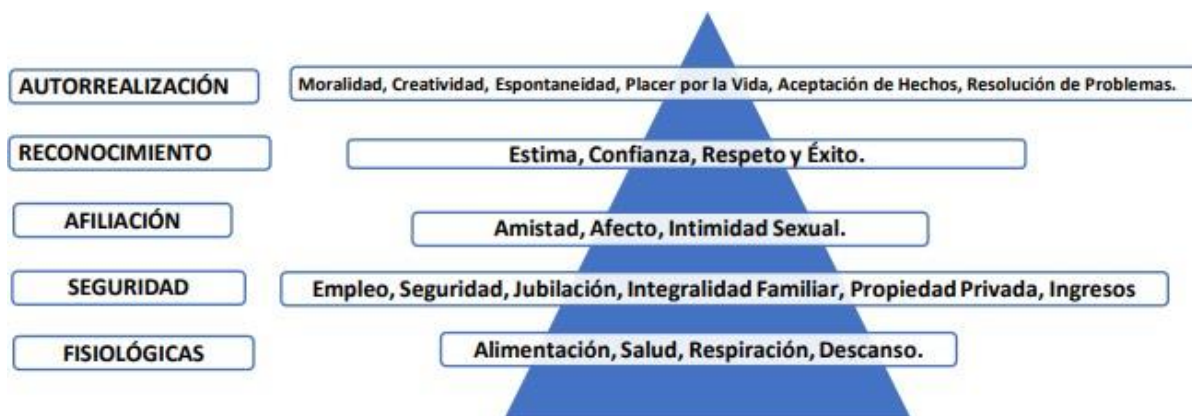 AUTORREALIZACIÓN
Moralidad, Creatividad, Espontaneidad, Placer por la Vida, Aceptación de Hechos, Resolución de Problemas.
RECONOCIMIENTO
Estima, Confianza, Respeto y Éxito.
AFILIACIÓN
Amistad, Afecto, Intimidad Sexual.
SEGURIDAD
Empleo, Seguridad, Jubilación, Integralidad Familiar, Propiedad Privada, Ingresos
FISIOLÓGICAS
Alimentación, Salud, Respiración, Descanso.